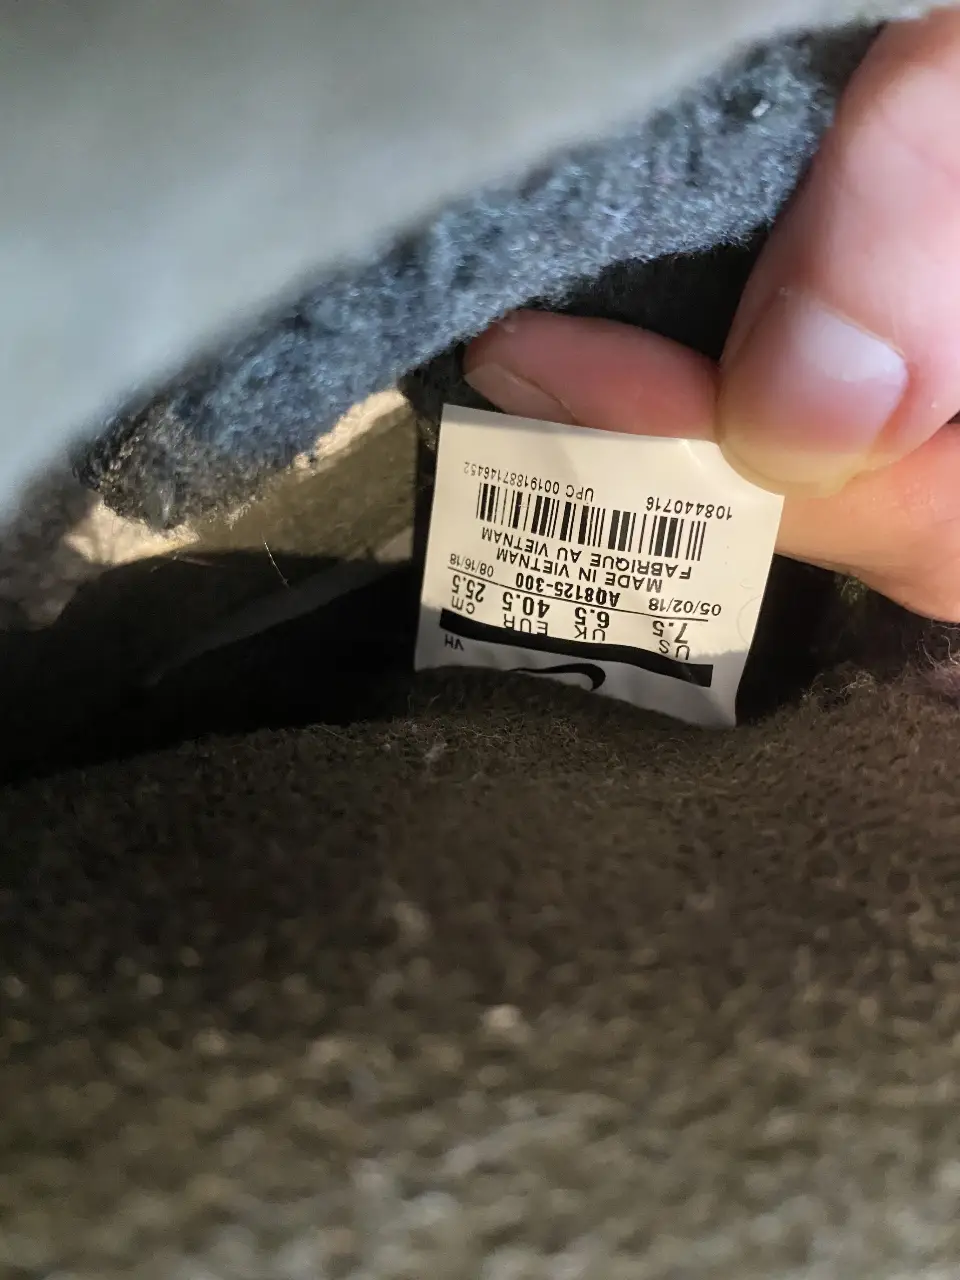 VH
US UK EUR cm
7.5 6.5 40.5 25.5
05/02/18 AQ8125-300 08/16/18
MADE IN VIETNAM
FABRIQUE AU VIETNAM
108440716 UPC 00191887146452